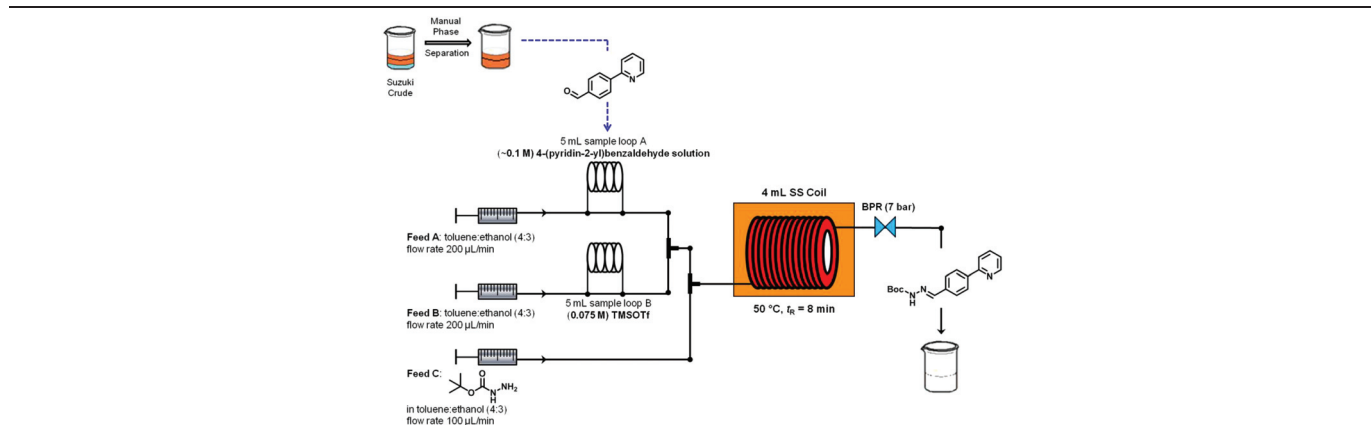 Manual
Phase
Separation
Suzuki
Crude
O
N
5 mL sample loop A
(~0.1 M) 4-(pyridin-2-yl)benzaldehyde solution
Feed A: toluene:ethanol (4:3)
flow rate 200 µL/min
5 mL sample loop B
(0.075 M) TMSOTf
Feed B: toluene:ethanol (4:3)
flow rate 200 µL/min
Feed C:
O
O
N
H
NH2
in toluene:ethanol (4:3)
flow rate 100 µL/min
4 mL SS Coil
50 °C, tR = 8 min
BPR (7 bar)
Boc
N
H
N
N